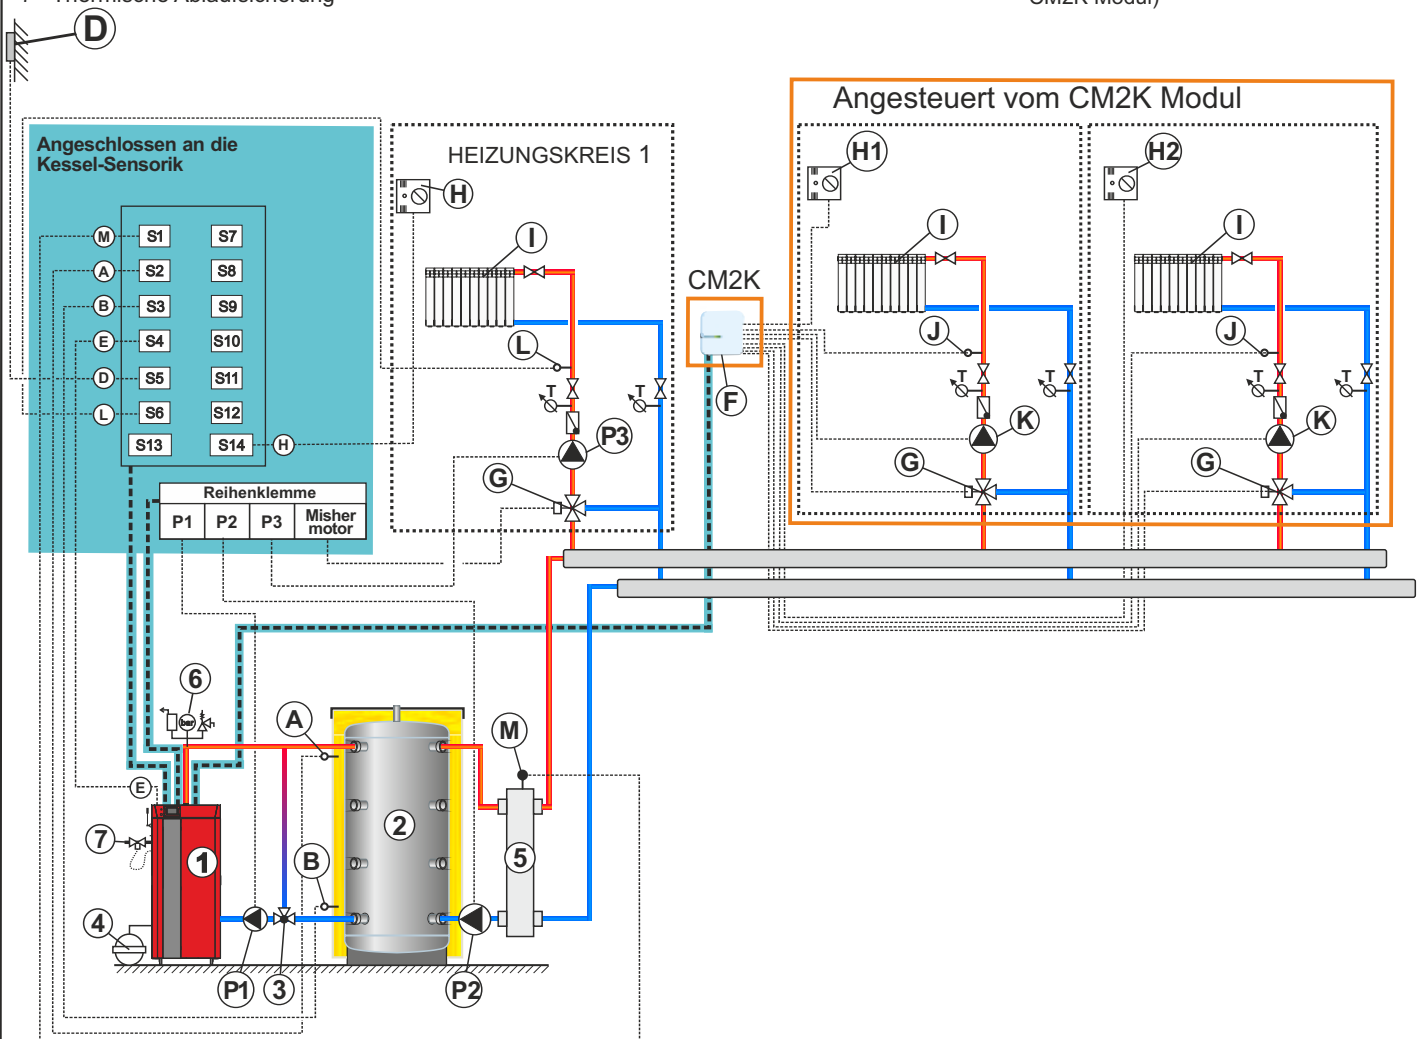 D
Angesteuert vom CM2K Modul
Angeschlossen an die
Kessel-Sensorik
HEIZUNGSKREIS 1
H
H1
H2
M
S1
S7
A
S2
S8
B
S3
S9
E
S4
S10
D
S5
S11
L
S6
S12
S13
S14
H
I
I
I
CM2K
L
J
J
F
T
T
T
T
T
T
P3
K
K
G
G
G
Reihenklemme
P1
P2
P3
Misher
motor
6
bar
A
M
E
7
1
2
B
5
4
P1
3
P2